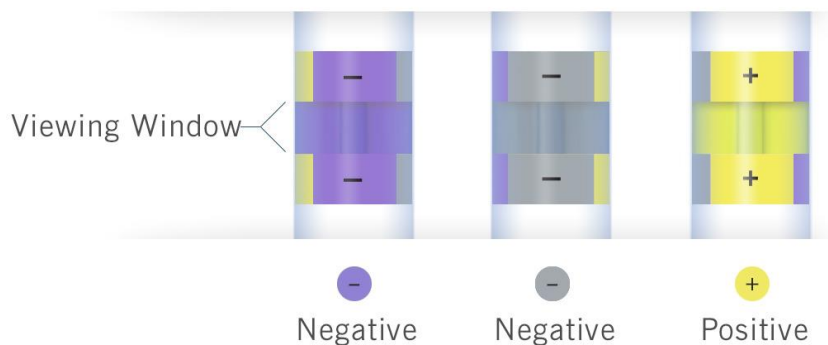 − − +
Viewing Window
− − +
− − +
Negative Negative Positive